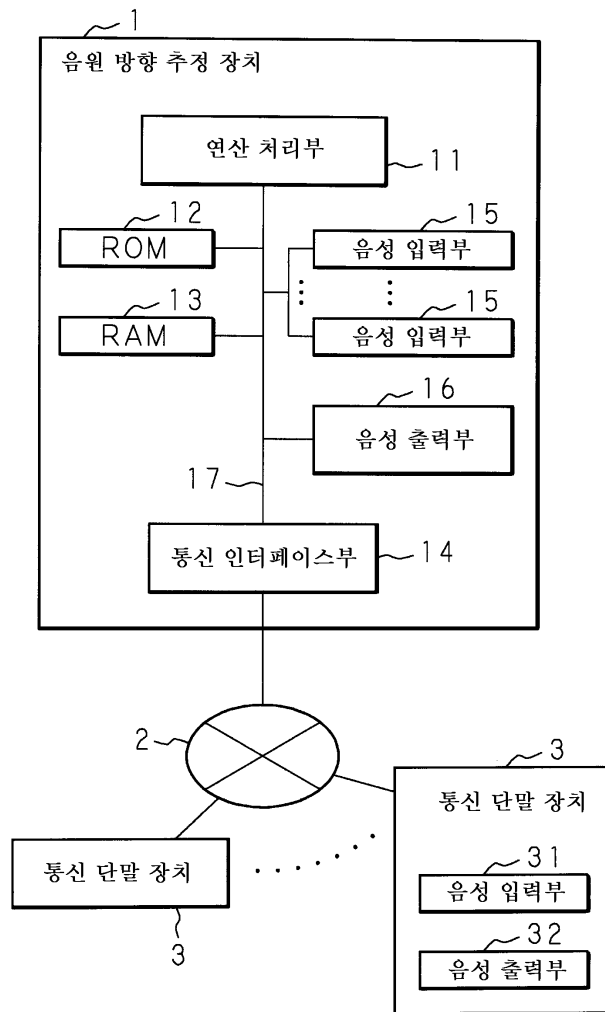 1
음원 방향 추정 장치
연산 처리부
11
12
ROM
15
음성 입력부
13
RAM
15
음성 입력부
16
음성 출력부
17
통신 인터페이스부
14
2
3
통신 단말 장치
통신 단말 장치
3
31
음성 입력부
32
음성 출력부